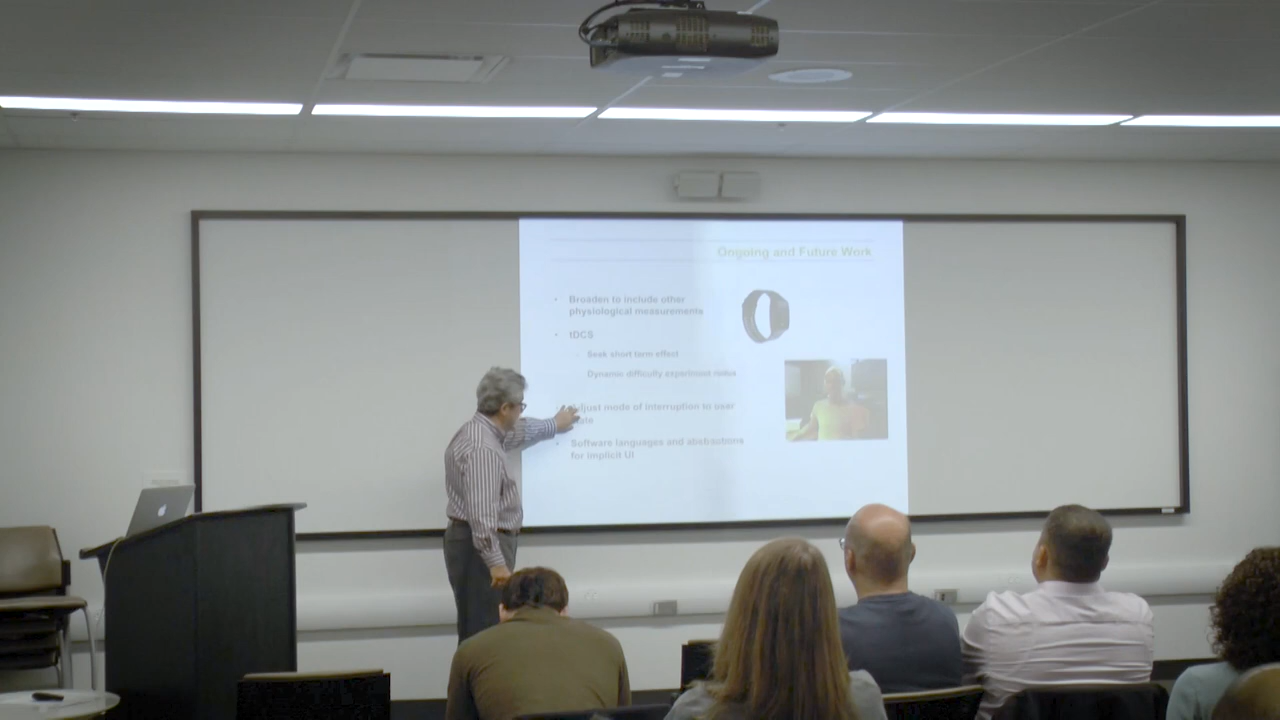 Ongoing and Future Work
Broaden to include other
physiological measurements
tDCS
Seek short term effect
Dynamic difficulty experiment
Adjust mode of interruption to user
Software languages and abstractions
for implicit UI